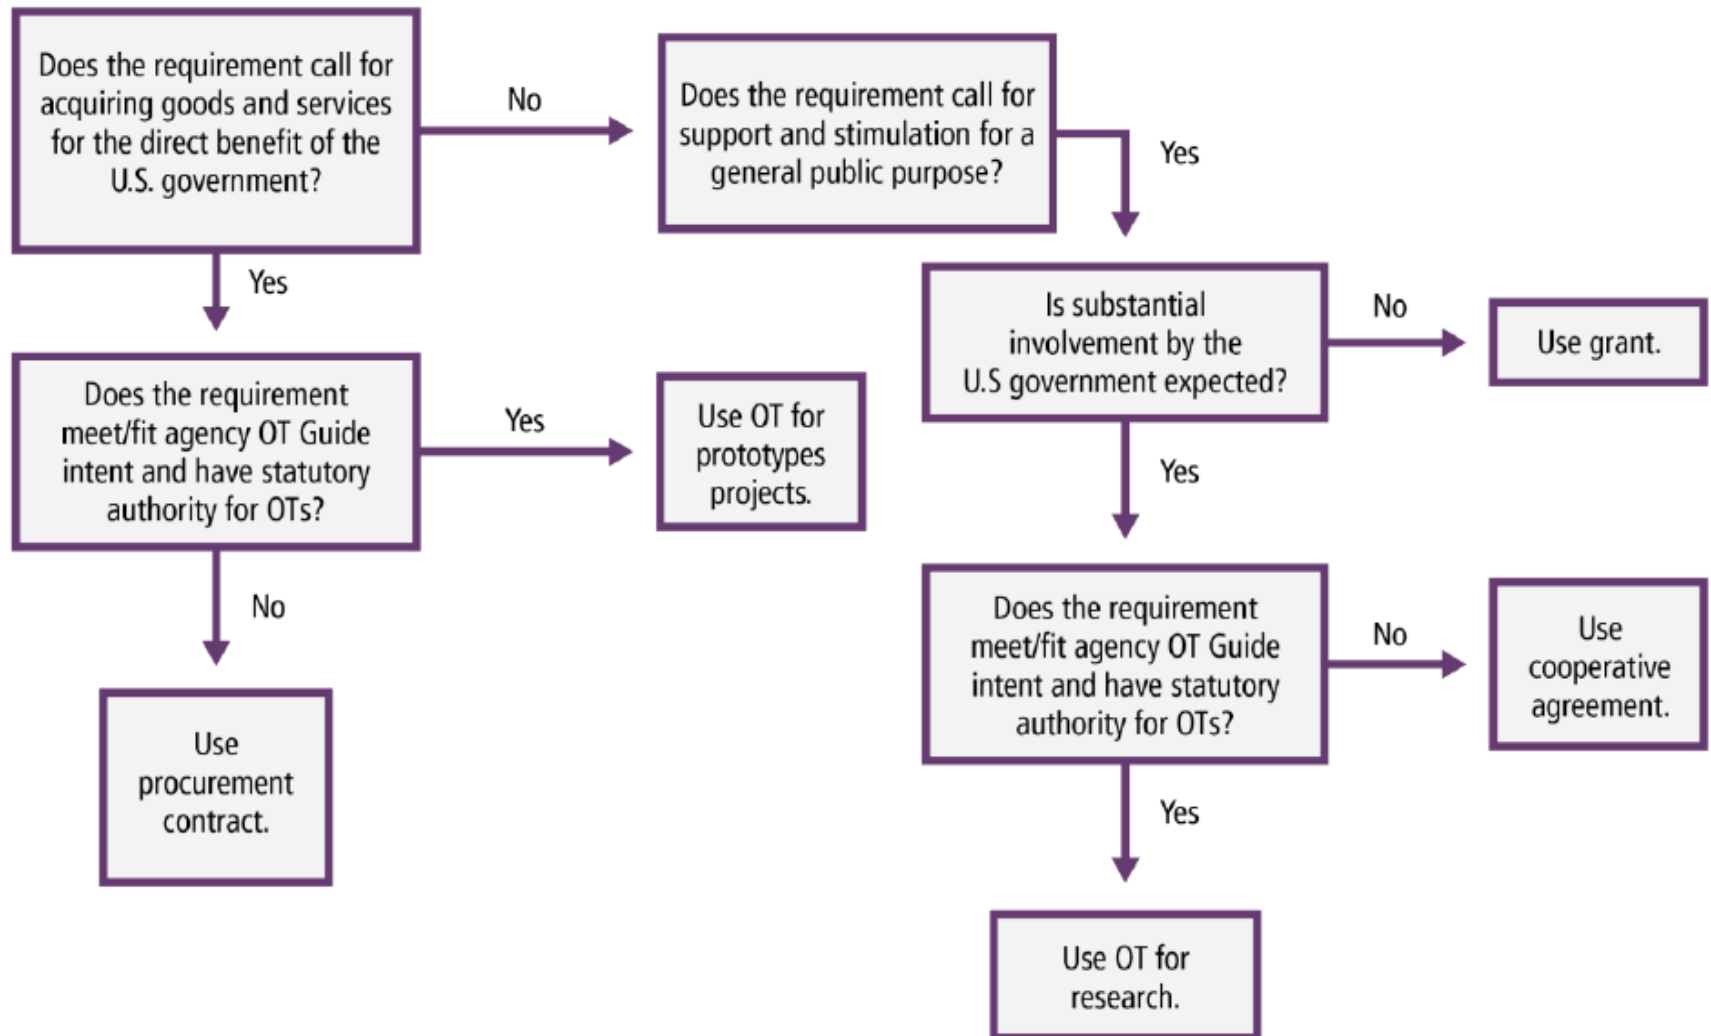 Does the requirement call for
acquiring goods and services
for the direct benefit of the
U.S. government?
No
Does the requirement call for
support and stimulation for a
general public purpose?
Yes
Yes
Is substantial
involvement by the
U.S government expected?
No
Use grant.
Does the requirement
meet/fit agency OT Guide
intent and have statutory
authority for OTs?
Yes
Use OT for
prototypes
projects.
Yes
No
Does the requirement
meet/fit agency OT Guide
intent and have statutory
authority for OTs?
No
Use
cooperative
agreement.
Use
procurement
contract.
Yes
Use OT for
research.